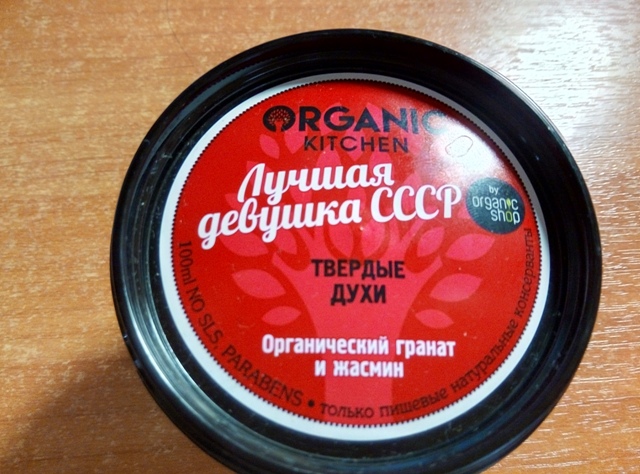 ORGANIC
KITCHEN
Лучшая
девушка СССР
by
organic
shop
ТВЕРДЫЕ
ДУХИ
Органический гранат
и жасмин
100ml NO SLS, PARABENS • только пищевые натуральные консерванты